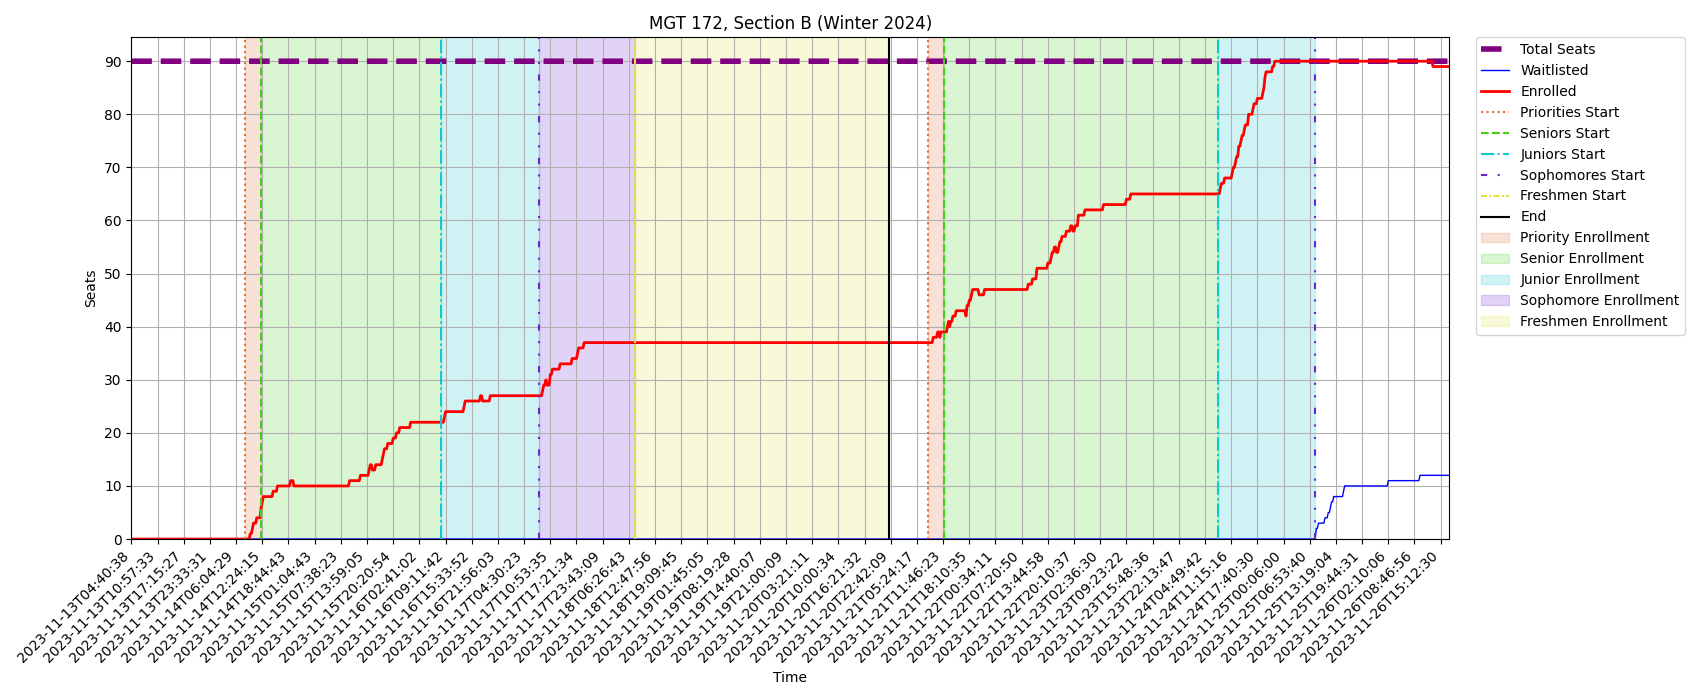 MGT 172, Section B (Winter 2024)
Seats
90
80
70
60
50
40
30
20
10
0
2023-11-13T04:40:38
2023-11-13T10:57:33
2023-11-13T17:15:27
2023-11-13T23:33:31
2023-11-14T06:04:29
2023-11-14T12:24:15
2023-11-14T18:44:43
2023-11-15T01:04:43
2023-11-15T07:38:23
2023-11-15T13:59:05
2023-11-15T20:20:54
2023-11-16T02:41:02
2023-11-16T09:11:42
2023-11-16T15:33:52
2023-11-16T21:56:03
2023-11-17T04:30:23
2023-11-17T10:53:35
2023-11-17T17:21:34
2023-11-17T23:43:09
2023-11-18T06:26:43
2023-11-18T12:47:56
2023-11-18T19:09:45
2023-11-19T01:45:05
2023-11-19T08:19:28
2023-11-19T14:40:07
2023-11-19T21:00:09
2023-11-20T03:21:11
2023-11-20T10:00:34
2023-11-20T16:21:32
2023-11-20T22:42:09
2023-11-21T05:24:17
2023-11-21T11:46:23
2023-11-21T18:10:35
2023-11-22T00:34:11
2023-11-22T07:20:50
2023-11-22T13:44:58
2023-11-22T20:10:37
2023-11-23T02:36:30
2023-11-23T09:23:22
2023-11-23T15:48:36
2023-11-23T22:13:47
2023-11-24T04:49:42
2023-11-24T11:15:16
2023-11-24T17:40:30
2023-11-25T00:06:00
2023-11-25T06:53:40
2023-11-25T13:19:04
2023-11-25T19:44:31
2023-11-26T02:10:06
2023-11-26T08:46:56
2023-11-26T15:12:30
Time
Total Seats
Waitlisted
Enrolled
Priorities Start
Seniors Start
Juniors Start
Sophomores Start
Freshmen Start
End
Priority Enrollment
Senior Enrollment
Junior Enrollment
Sophomore Enrollment
Freshmen Enrollment